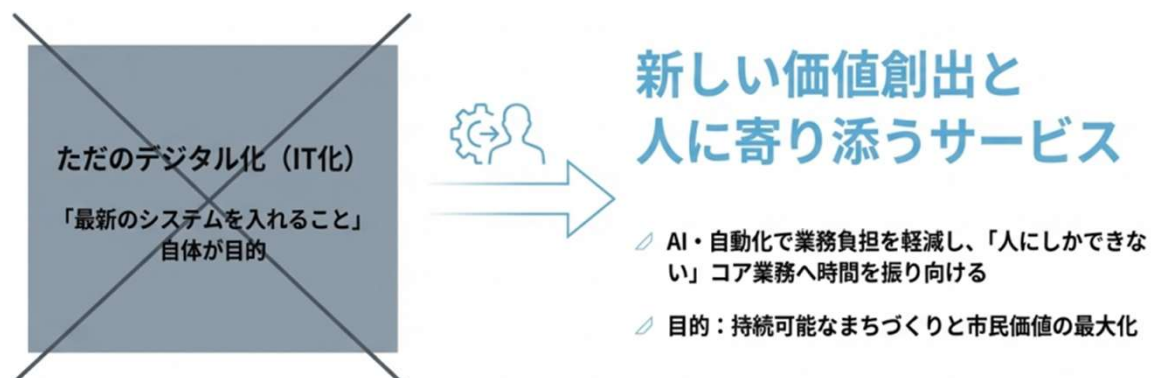 ただのデジタル化（IT化）
「最新のシステムを入れること」
自体が目的
新しい価値創出と
人に寄り添うサービス
AI・自動化で業務負担を軽減し、「人にしかできな
い」コア業務へ時間を振り向ける
目的：持続可能なまちづくりと市民価値の最大化